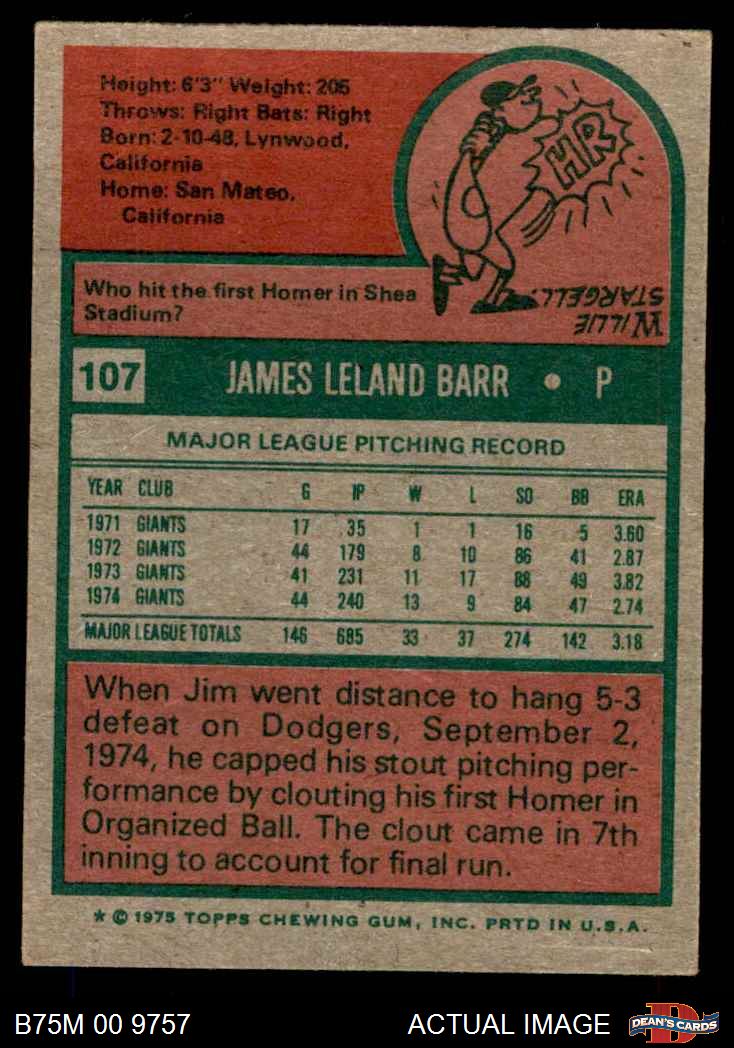 Height: 6'3" Weight: 205
Throws: Right Bats: Right
Born: 2-10-48, Lynwood,
California
Home: San Mateo,
California
HR
Who hit the first Homer in Shea
Stadium?
WILLIE
STARGELL!
107 JAMES LELAND BARR • P
MAJOR LEAGUE PITCHING RECORD
YEAR CLUB G IP W L SO BB ERA
1971 GIANTS 17 35 1 1 16 5 3.60
1972 GIANTS 44 179 8 10 86 41 2.87
1973 GIANTS 41 231 11 17 88 49 3.82
1974 GIANTS 44 240 13 9 84 47 2.74
MAJOR LEAGUE TOTALS 146 685 33 37 274 142 3.18
When Jim went distance to hang 5-3
defeat on Dodgers, September 2,
1974, he capped his stout pitching per-
formance by clouting his first Homer in
Organized Ball. The clout came in 7th
inning to account for final run.
* © 1975 TOPPS CHEWING GUM, INC. PRTD IN U.S.A.
B75M 00 9757 ACTUAL IMAGE DEAN'S CARDS